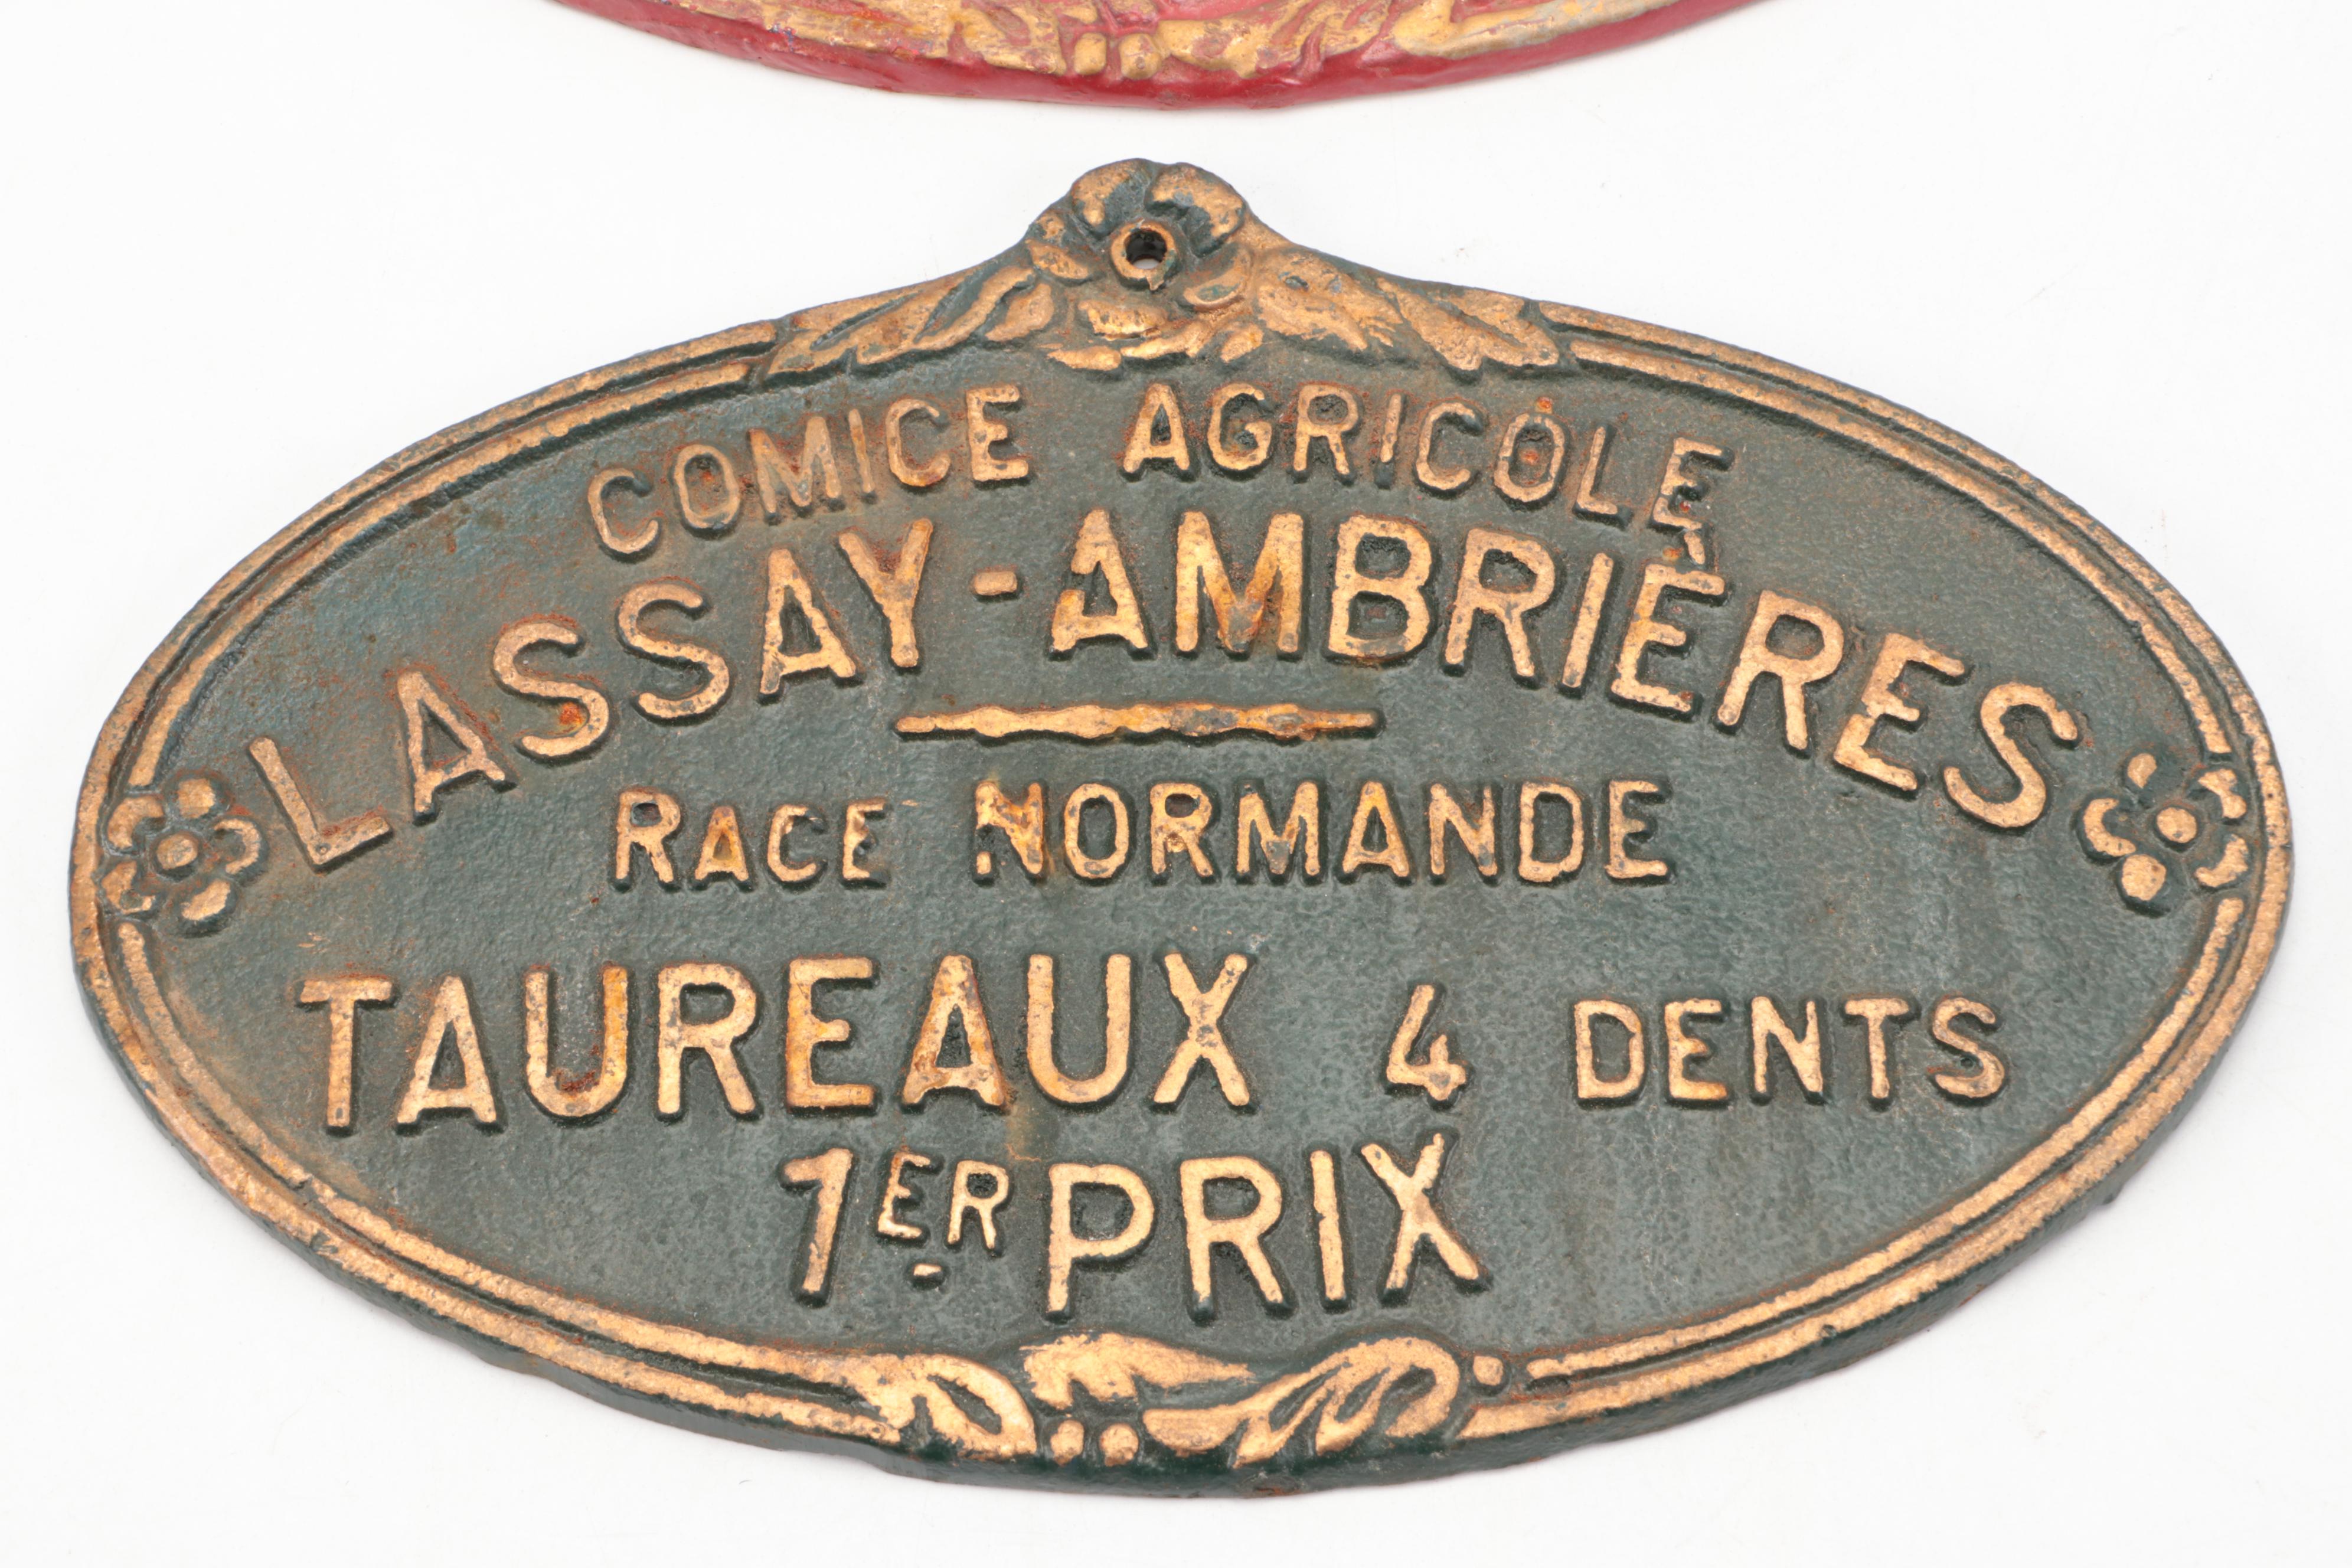 COMICE AGRICOLE
LASSAY-AMBRIÈRES
RACE NORMANDE
TAUREAUX 4 DENTS
1ER PRIX